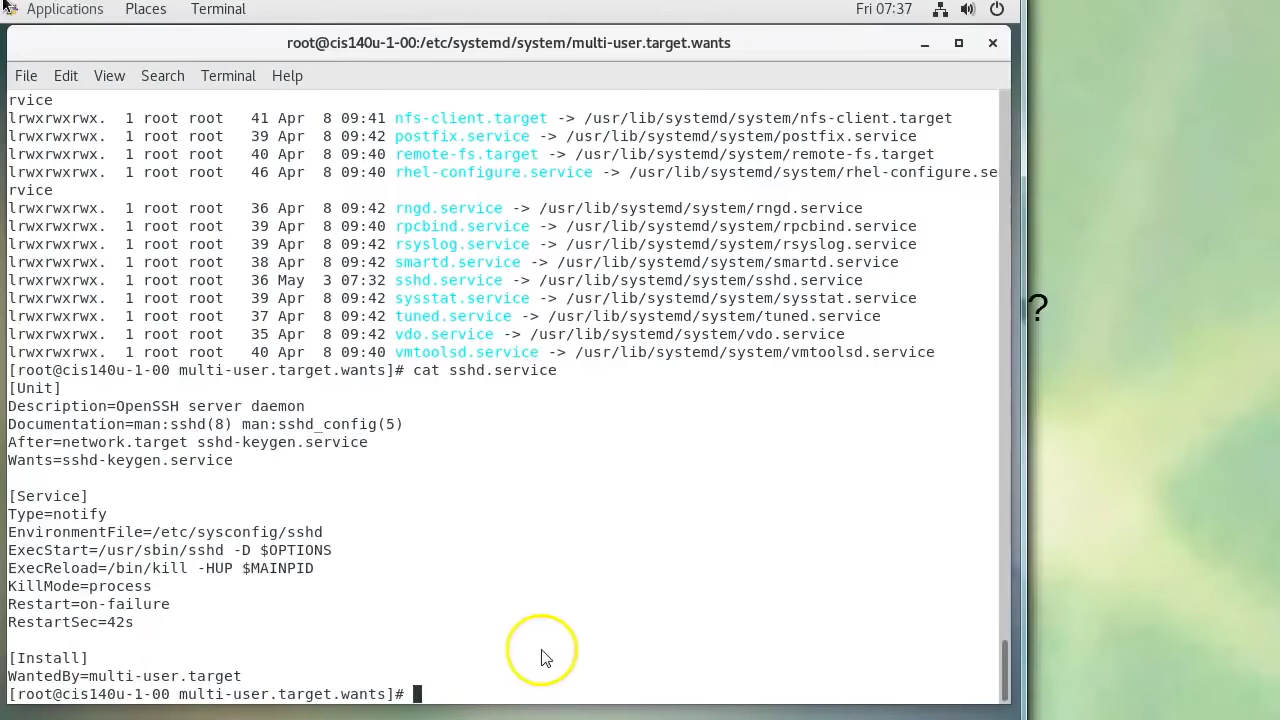 Applications Places Terminal Fri 07:37
root@cis140u-1-00:/etc/systemd/system/multi-user.target.wants
File Edit View Search Terminal Help
rvice
lrwxrwxrwx. 1 root root 41 Apr 8 09:41 nfs-client.target -> /usr/lib/systemd/system/nfs-client.target
lrwxrwxrwx. 1 root root 39 Apr 8 09:42 postfix.service -> /usr/lib/systemd/system/postfix.service
lrwxrwxrwx. 1 root root 40 Apr 8 09:40 remote-fs.target -> /usr/lib/systemd/system/remote-fs.target
lrwxrwxrwx. 1 root root 46 Apr 8 09:40 rhel-configure.service -> /usr/lib/systemd/system/rhel-configure.se
rvice
lrwxrwxrwx. 1 root root 36 Apr 8 09:42 rngd.service -> /usr/lib/systemd/system/rngd.service
lrwxrwxrwx. 1 root root 39 Apr 8 09:40 rpcbind.service -> /usr/lib/systemd/system/rpcbind.service
lrwxrwxrwx. 1 root root 39 Apr 8 09:42 rsyslog.service -> /usr/lib/systemd/system/rsyslog.service
lrwxrwxrwx. 1 root root 38 Apr 8 09:42 smartd.service -> /usr/lib/systemd/system/smartd.service
lrwxrwxrwx. 1 root root 36 May 3 07:32 sshd.service -> /usr/lib/systemd/system/sshd.service
lrwxrwxrwx. 1 root root 39 Apr 8 09:42 sysstat.service -> /usr/lib/systemd/system/sysstat.service
lrwxrwxrwx. 1 root root 37 Apr 8 09:42 tuned.service -> /usr/lib/systemd/system/tuned.service
lrwxrwxrwx. 1 root root 35 Apr 8 09:42 vdo.service -> /usr/lib/systemd/system/vdo.service
lrwxrwxrwx. 1 root root 40 Apr 8 09:40 vmtoolsd.service -> /usr/lib/systemd/system/vmtoolsd.service
[root@cis140u-1-00 multi-user.target.wants]# cat sshd.service
[Unit]
Description=OpenSSH server daemon
Documentation=man:sshd(8) man:sshd_config(5)
After=network.target sshd-keygen.service
Wants=sshd-keygen.service
[Service]
Type=notify
EnvironmentFile=/etc/sysconfig/sshd
ExecStart=/usr/sbin/sshd -D $OPTIONS
ExecReload=/bin/kill -HUP $MAINPID
KillMode=process
Restart=on-failure
RestartSec=42s
[Install]
WantedBy=multi-user.target
[root@cis140u-1-00 multi-user.target.wants]#
?